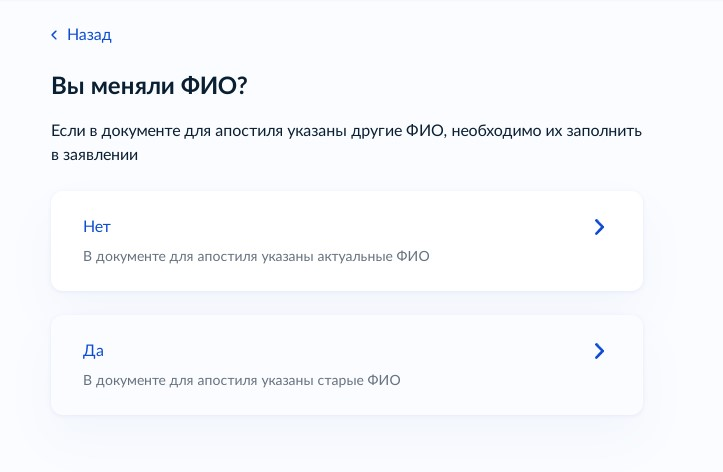 Назад
Вы меняли ФИО?
Если в документе для апостиля указаны другие ФИО, необходимо их заполнить
в заявлении
Нет
В документе для апостиля указаны актуальные ФИО
Да
В документе для апостиля указаны старые ФИО